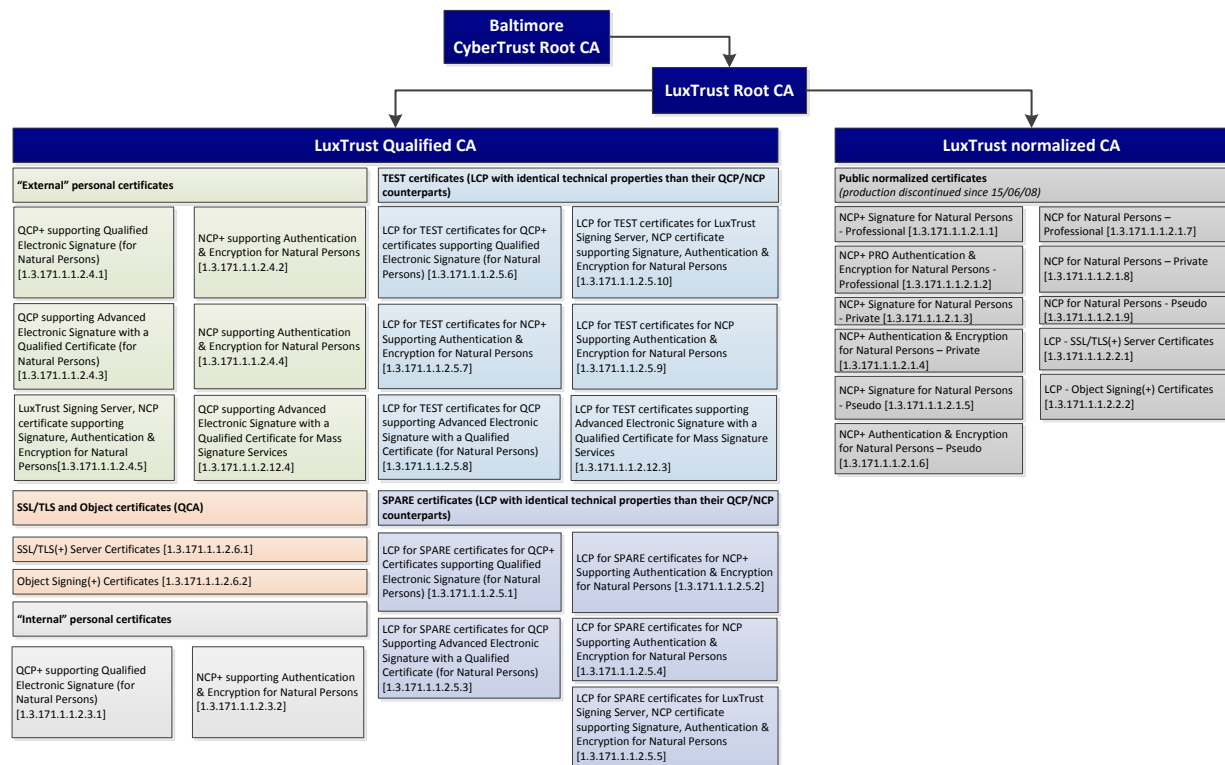 Baltimore
CyberTrust Root CA
LuxTrust Root CA
LuxTrust Qualified CA
"External" personal certificates
QCP+ supporting Qualified
Electronic Signature (for
Natural Persons)
[1.3.171.1.1.2.4.1]
NCP+ supporting Authentication
& Encryption for Natural Persons
[1.3.171.1.1.2.4.2]
QCP supporting Advanced
Electronic Signature with a
Qualified Certificate (for
Natural Persons)
[1.3.171.1.1.2.4.3]
NCP supporting Authentication
& Encryption for Natural Persons
[1.3.171.1.1.2.4.4]
LuxTrust Signing Server, NCP
certificate supporting
Signature, Authentication &
Encryption for Natural
Persons[1.3.171.1.1.2.4.5]
QCP supporting Advanced
Electronic Signature with a
Qualified Certificate for Mass
Signature Services
[1.3.171.1.1.2.12.4]
SSL/TLS and Object certificates (QCA)
SSL/TLS(+) Server Certificates [1.3.171.1.1.2.6.1]
Object Signing(+) Certificates [1.3.171.1.1.2.6.2]
"Internal" personal certificates
QCP+ supporting Qualified
Electronic Signature (for
Natural Persons)
[1.3.171.1.1.2.3.1]
NCP+ supporting Authentication
& Encryption for Natural Persons
[1.3.171.1.1.2.3.2]
TEST certificates (LCP with identical technical properties than their QCP/NCP
counterparts)
LCP for TEST certificates for QCP+
certificates supporting Qualified
Electronic Signature (for Natural
Persons) [1.3.171.1.1.2.5.6]
LCP for TEST certificates for LuxTrust
Signing Server, NCP certificate
supporting Signature, Authentication &
Encryption for Natural Persons
[1.3.171.1.1.2.5.10]
LCP for TEST certificates for NCP+
Supporting Authentication &
Encryption for Natural Persons
[1.3.171.1.1.2.5.7]
LCP for TEST certificates for NCP
Supporting Authentication &
Encryption for Natural Persons
[1.3.171.1.1.2.5.9]
LCP for TEST certificates for QCP
supporting Advanced Electronic
Signature with a Qualified
Certificate (for Natural Persons)
[1.3.171.1.1.2.5.8]
LCP for TEST certificates supporting
Advanced Electronic Signature with a
Qualified Certificate for Mass Signature
Services
[1.3.171.1.1.2.12.3]
SPARE certificates (LCP with identical technical properties than their QCP/NCP
counterparts)
LCP for SPARE certificates for QCP+
Certificates supporting Qualified
Electronic Signature (for Natural
Persons) [1.3.171.1.1.2.5.1]
LCP for SPARE certificates for NCP+
Supporting Authentication & Encryption
for Natural Persons [1.3.171.1.1.2.5.2]
LCP for SPARE certificates for QCP
Supporting Advanced Electronic
Signature with a Qualified
Certificate (for Natural Persons)
[1.3.171.1.1.2.5.3]
LCP for SPARE certificates for NCP
Supporting Authentication &
Encryption for Natural Persons
[1.3.171.1.1.2.5.4]
LCP for SPARE certificates for LuxTrust
Signing Server, NCP certificate
supporting Signature, Authentication &
Encryption for Natural Persons
[1.3.171.1.1.2.5.5]
LuxTrust normalized CA
Public normalized certificates
(production discontinued since 15/06/08)
NCP+ Signature for Natural Persons
- Professional [1.3.171.1.1.2.1.1]
NCP+ PRO Authentication &
Encryption for Natural Persons -
Professional [1.3.171.1.1.2.1.2]
NCP+ Signature for Natural Persons
- Private [1.3.171.1.1.2.1.3]
NCP+ Authentication & Encryption
for Natural Persons – Private
[1.3.171.1.1.2.1.4]
NCP+ Signature for Natural Persons
- Pseudo [1.3.171.1.1.2.1.5]
NCP+ Authentication & Encryption
for Natural Persons – Pseudo
[1.3.171.1.1.2.1.6]
NCP for Natural Persons –
Professional [1.3.171.1.1.2.1.7]
NCP for Natural Persons – Private
[1.3.171.1.1.2.1.8]
NCP for Natural Persons - Pseudo
[1.3.171.1.1.2.1.9]
LCP - SSL/TLS(+) Server Certificates
[1.3.171.1.1.2.2.1]
LCP - Object Signing(+) Certificates
[1.3.171.1.1.2.2.2]